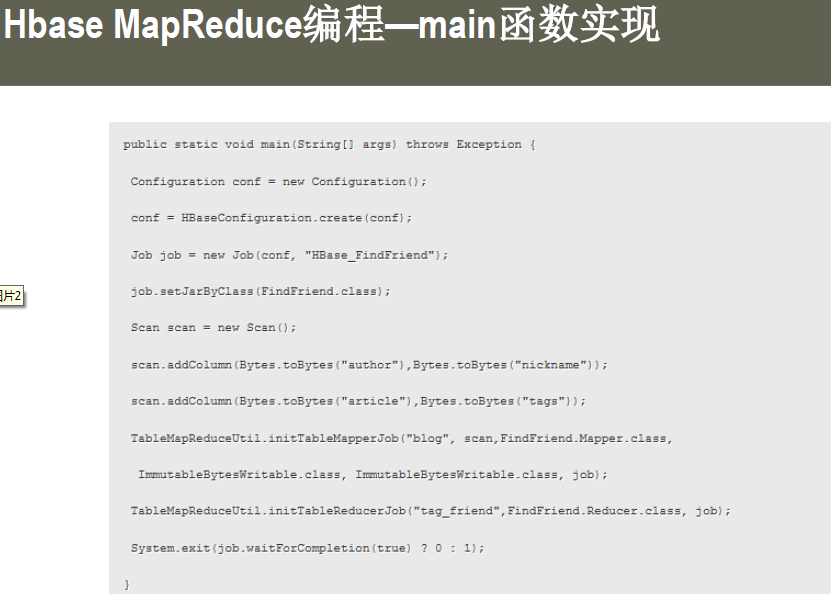 Hbase MapReduce编程—main函数实现
public static void main(String[] args) throws Exception {
Configuration conf = new Configuration();
conf = HBaseConfiguration.create(conf);
Job job = new Job(conf, "HBase_FindFriend");
job.setJarByClass(FindFriend.class);
片2
Scan scan = new Scan();
scan.addColumn(Bytes.toBytes("author"),Bytes.toBytes("nickname"));
scan.addColumn(Bytes.toBytes("article"),Bytes.toBytes("tags"));
TableMapReduceUtil.initTableMapperJob("blog", scan,FindFriend.Mapper.class,
ImmutableBytesWritable.class, ImmutableBytesWritable.class, job);
TableMapReduceUtil.initTableReducerJob("tag_friend",FindFriend.Reducer.class, job);
System.exit(job.waitForCompletion(true) ? 0 : 1);
}